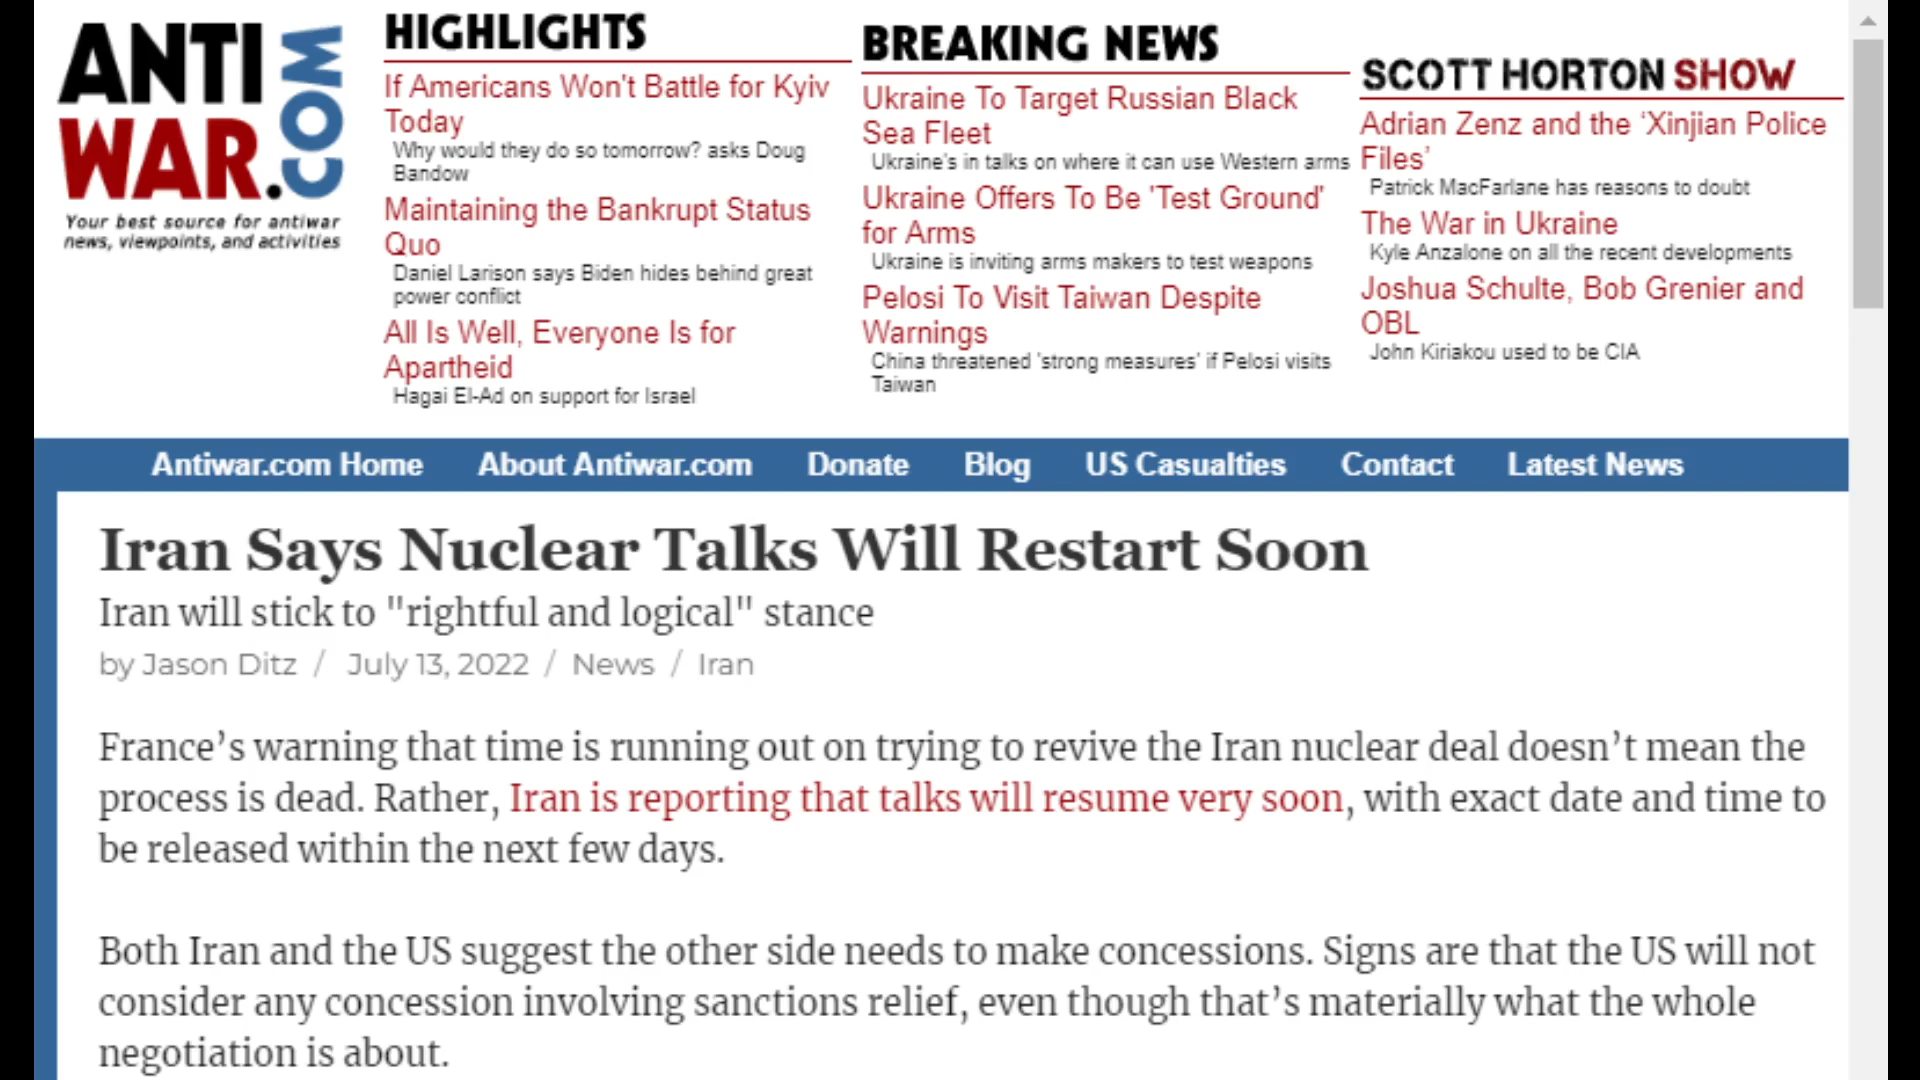 ANTI
WAR.COM
Your best source for antiwar
news, viewpoints, and activities
HIGHLIGHTS
If Americans Won't Battle for Kyiv
Today
Why would they do so tomorrow? asks Doug
Bandow
Maintaining the Bankrupt Status
Quo
Daniel Larison says Biden hides behind great
power conflict
All Is Well, Everyone Is for
Apartheid
Hagai El-Ad on support for Israel
BREAKING NEWS
Ukraine To Target Russian Black
Sea Fleet
Ukraine's in talks on where it can use Western arms
Ukraine Offers To Be 'Test Ground'
for Arms
Ukraine is inviting arms makers to test weapons
Pelosi To Visit Taiwan Despite
Warnings
China threatened 'strong measures' if Pelosi visits
Taiwan
SCOTT HORTON SHOW
Adrian Zenz and the ‘Xinjian Police
Files’
Patrick MacFarlane has reasons to doubt
The War in Ukraine
Kyle Anzalone on all the recent developments
Joshua Schulte, Bob Grenier and
OBL
John Kiriakou used to be CIA
Antiwar.com Home About Antiwar.com Donate Blog US Casualties Contact Latest News
Iran Says Nuclear Talks Will Restart Soon
Iran will stick to "rightful and logical" stance
by Jason Ditz / July 13, 2022 / News / Iran
France’s warning that time is running out on trying to revive the Iran nuclear deal doesn’t mean the
process is dead. Rather, Iran is reporting that talks will resume very soon, with exact date and time to
be released within the next few days.
Both Iran and the US suggest the other side needs to make concessions. Signs are that the US will not
consider any concession involving sanctions relief, even though that’s materially what the whole
negotiation is about.